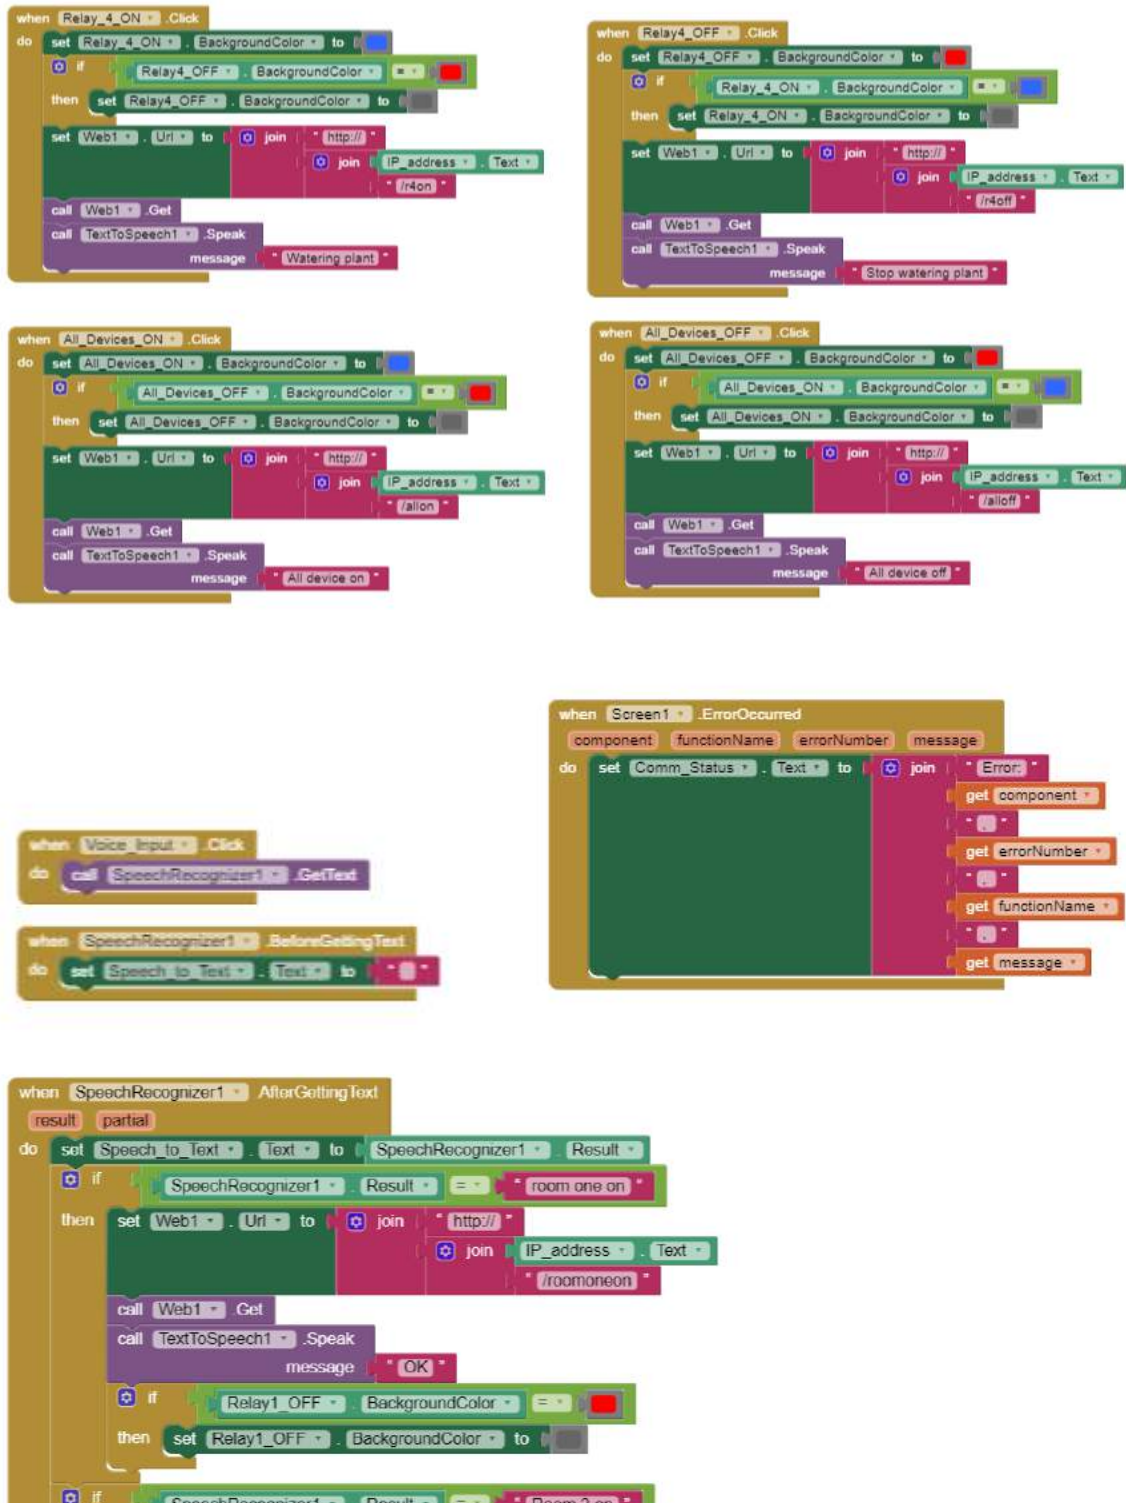 when Relay_4_ON .Click
do set Relay_4_ON . BackgroundColor to
if Relay4_OFF . BackgroundColor =
then set Relay4_OFF . BackgroundColor to
set Web1 . Url to join " http:// "
join IP_address . Text
" /r4on "
call Web1 .Get
call TextToSpeech1 .Speak
message " Watering plant "
when Relay4_OFF .Click
do set Relay4_OFF . BackgroundColor to
if Relay_4_ON . BackgroundColor =
then set Relay_4_ON . BackgroundColor to
set Web1 . Url to join " http:// "
join IP_address . Text
" /r4off "
call Web1 .Get
call TextToSpeech1 .Speak
message " Stop watering plant "
when All_Devices_ON .Click
do set All_Devices_ON . BackgroundColor to
if All_Devices_OFF . BackgroundColor =
then set All_Devices_OFF . BackgroundColor to
set Web1 . Url to join " http:// "
join IP_address . Text
" /allon "
call Web1 .Get
call TextToSpeech1 .Speak
message " All device on "
when All_Devices_OFF .Click
do set All_Devices_OFF . BackgroundColor to
if All_Devices_ON . BackgroundColor =
then set All_Devices_ON . BackgroundColor to
set Web1 . Url to join " http:// "
join IP_address . Text
" /alloff "
call Web1 .Get
call TextToSpeech1 .Speak
message " All device off "
when Screen1 .ErrorOccurred
component functionName errorNumber message
do set Comm_Status . Text to join " Error: "
get component
" , "
get errorNumber
" , "
get functionName
" , "
get message
when Voice_Input .Click
do call SpeechRecognizer1 .GetText
when SpeechRecognizer1 .BeforeGettingText
do set Speech_to_Text . Text to " "
when SpeechRecognizer1 .AfterGettingText
result partial
do set Speech_to_Text . Text to SpeechRecognizer1 . Result
if SpeechRecognizer1 . Result = " room one on "
then set Web1 . Url to join " http:// "
join IP_address . Text
" /roomoneon "
call Web1 .Get
call TextToSpeech1 .Speak
message " OK "
if Relay1_OFF . BackgroundColor =
then set Relay1_OFF . BackgroundColor to
if SpeechRecognizer1 . Result = " Room 2 on "